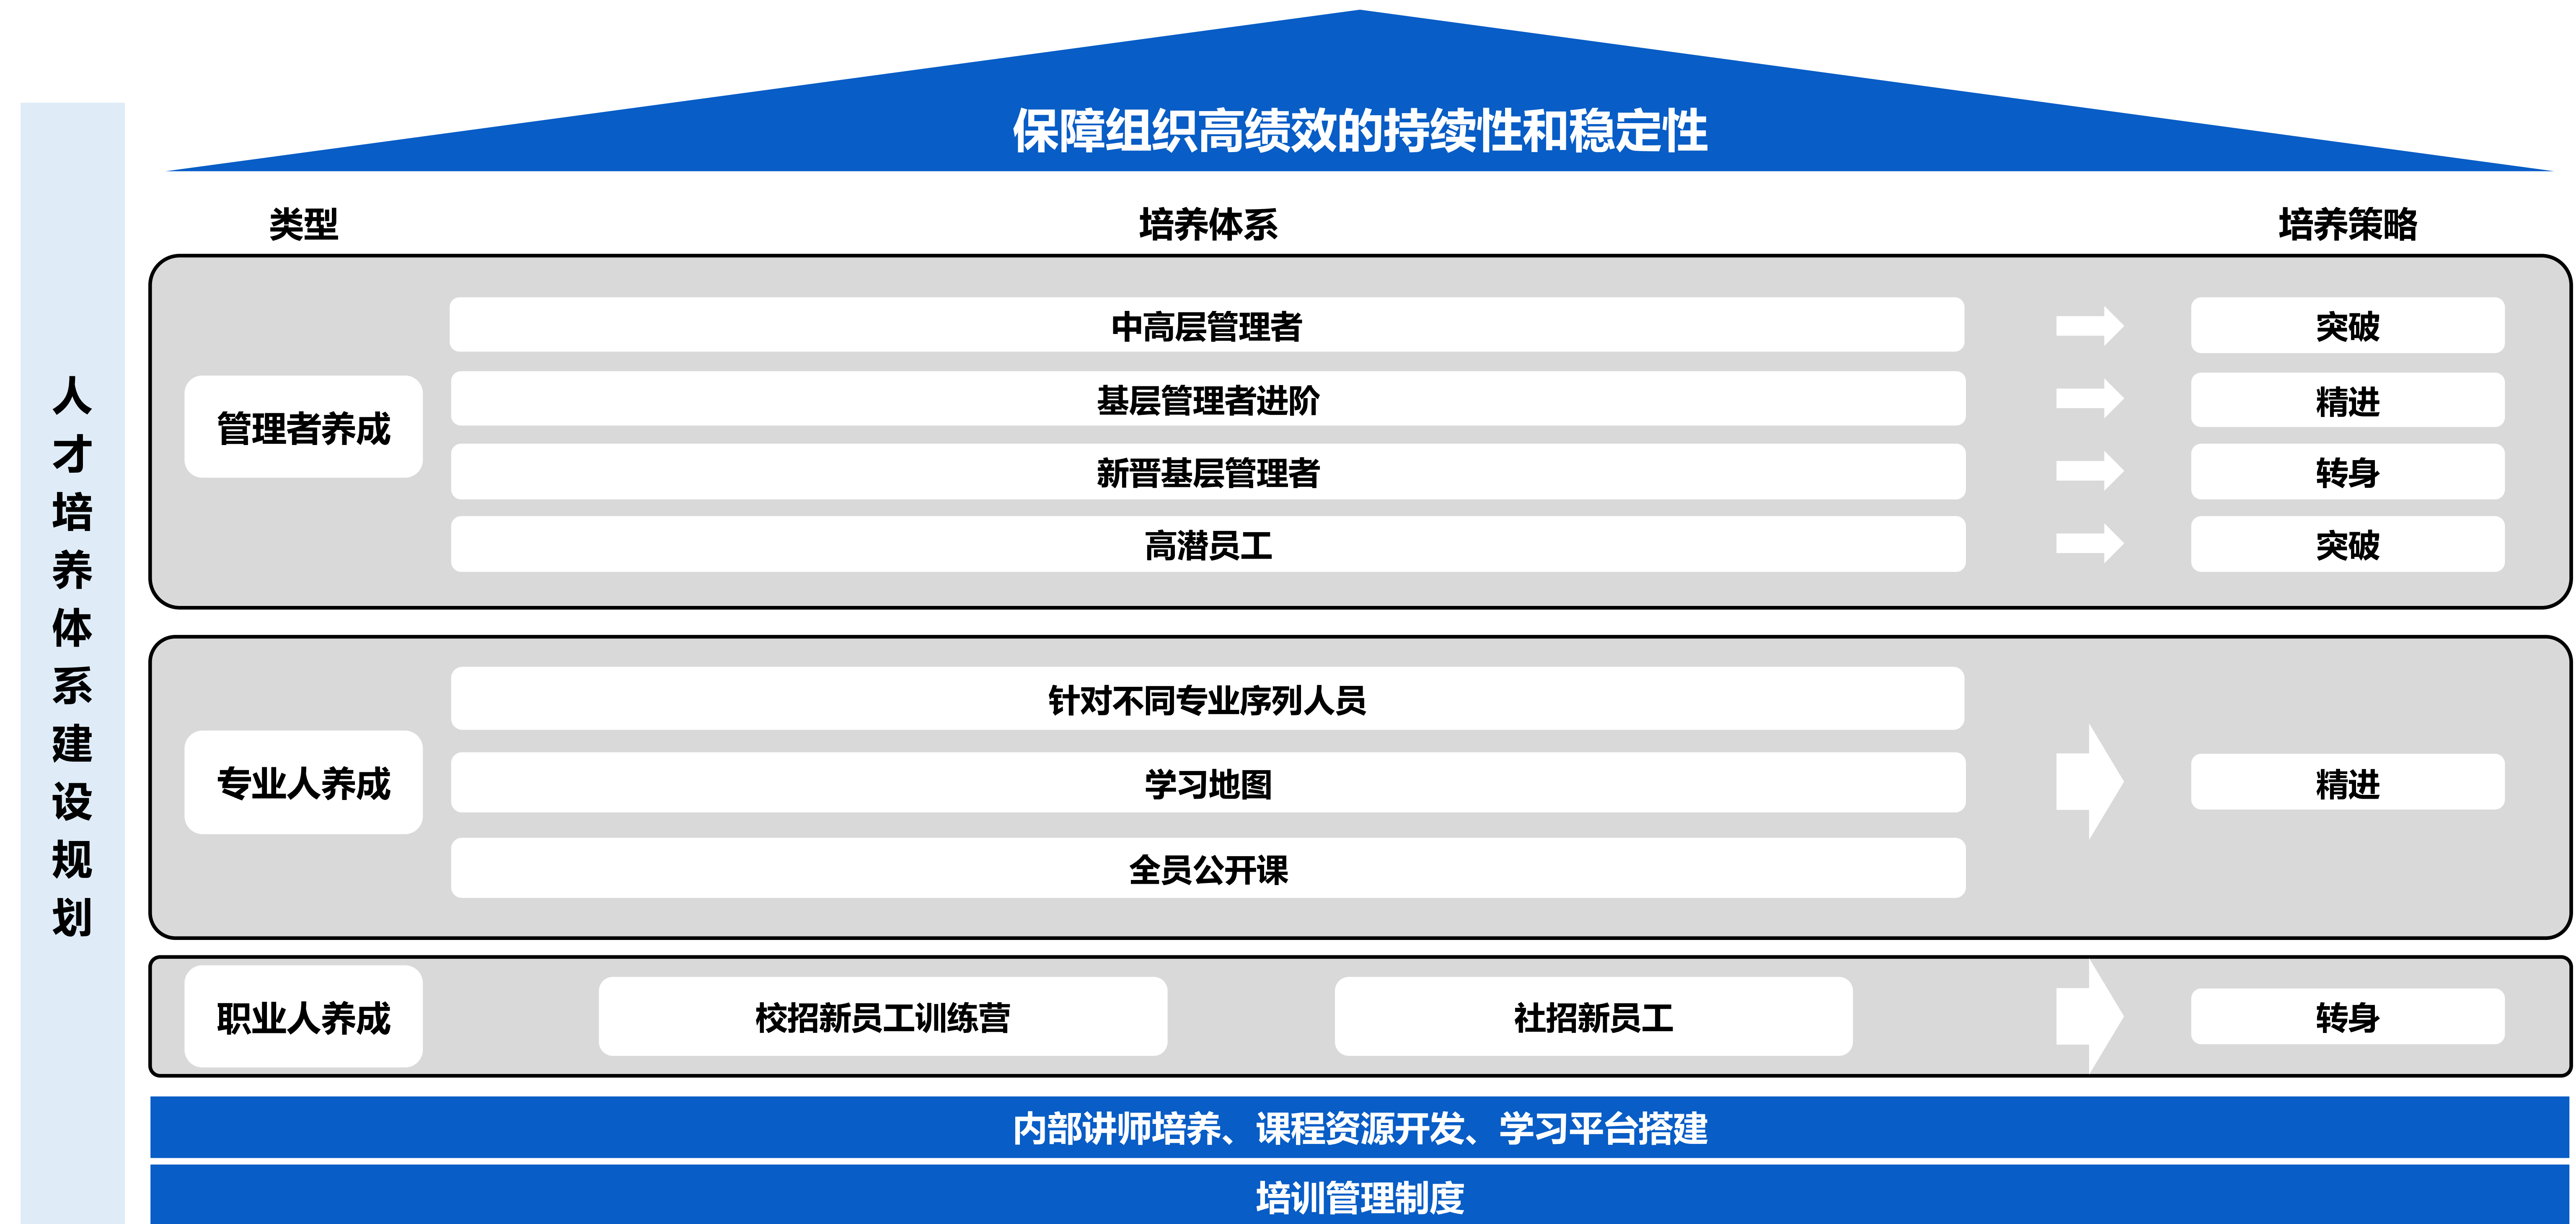 保障组织高绩效的持续性和稳定性
人才培养体系建设规划
类型
培养体系
培养策略
管理者养成
中高层管理者
突破
基层管理者进阶
精进
新晋基层管理者
转身
高潜员工
突破
专业人养成
针对不同专业序列人员
学习地图
全员公开课
精进
职业人养成
校招新员工训练营
社招新员工
转身
内部讲师培养、课程资源开发、学习平台搭建
培训管理制度